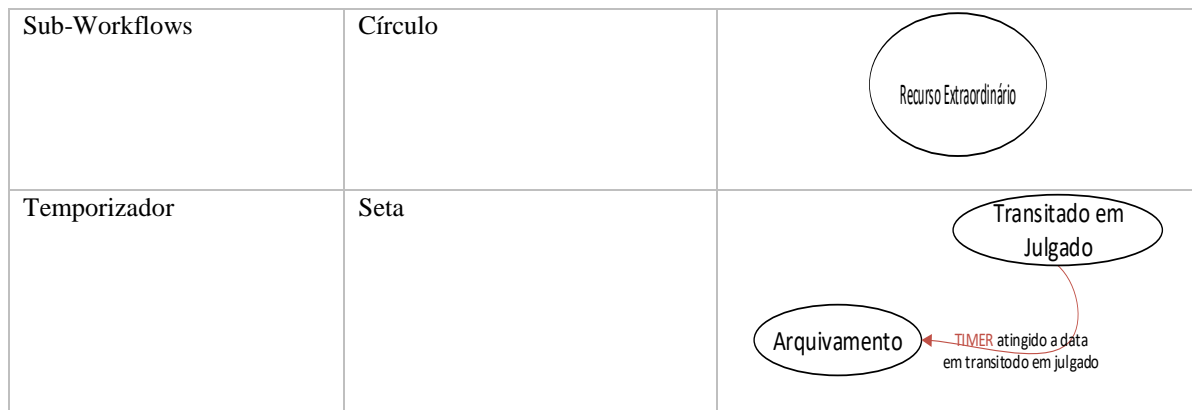 Sub-Workflows
Círculo
Recurso Extraordinário
Temporizador
Seta
Transitado em
Julgado
Arquivamento
TIMER atingido a data
em transitodo em julgado